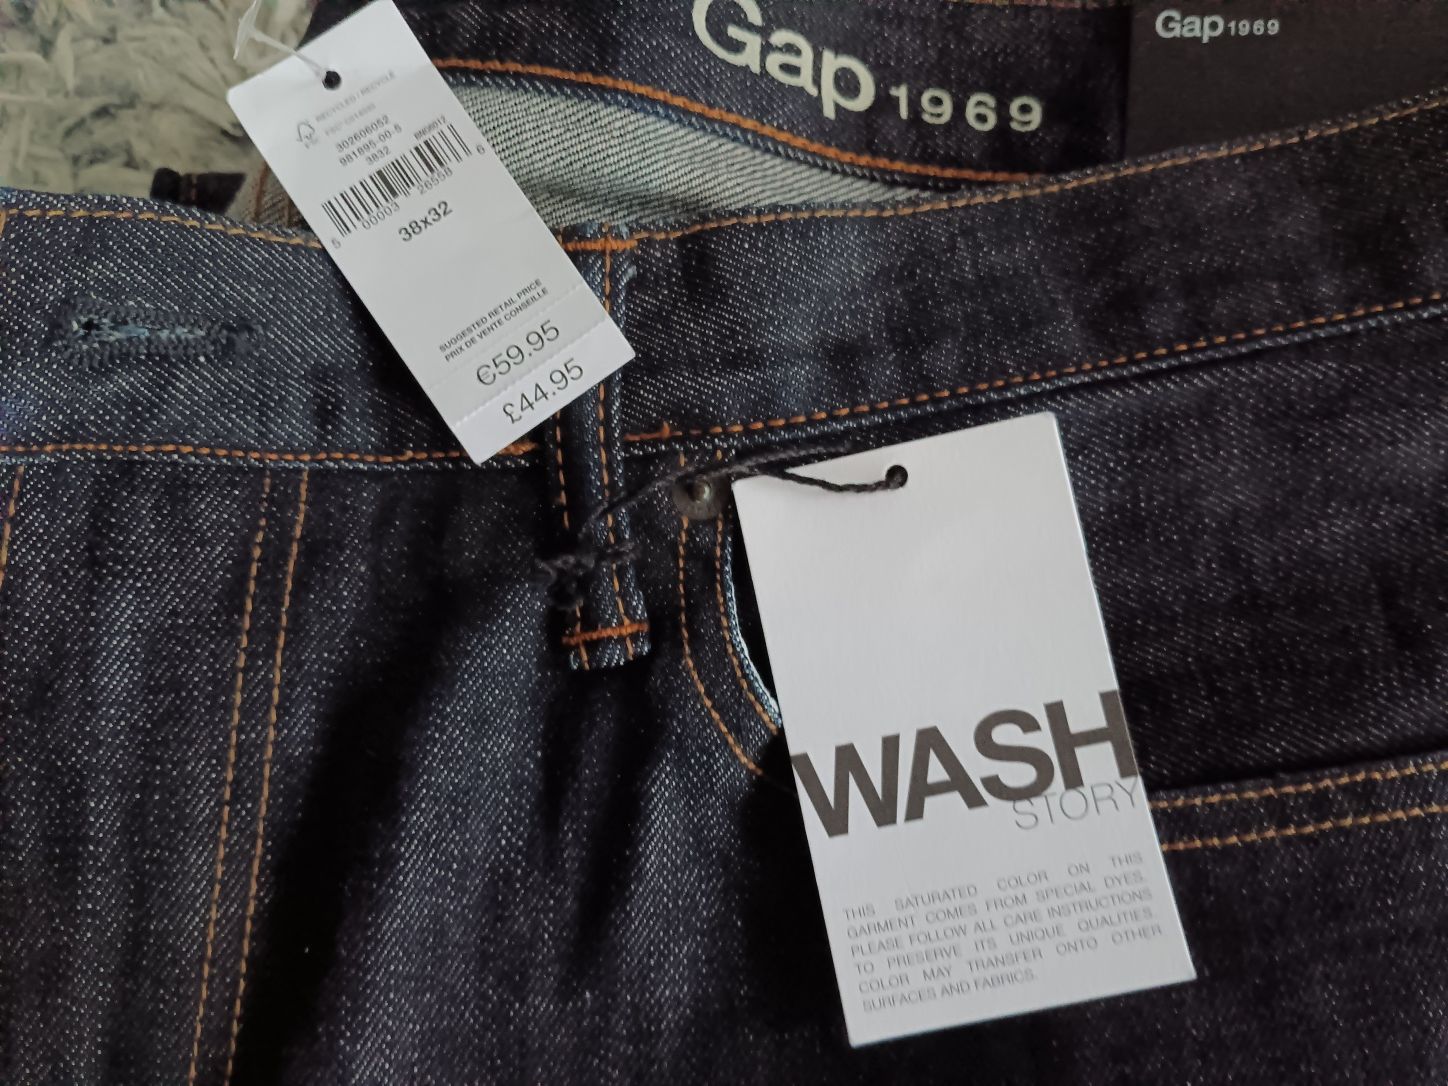 Gap 1969
Gap 1969
RECYCLED / RECYCLÉ
302606052
981695-00-5
3832
38x32
SUGGESTED RETAIL PRICE
PRIX DE VENTE CONSEILLE
€59.95
£44.95
WASH
STORY
THIS SATURATED COLOR ON THIS
GARMENT COMES FROM SPECIAL DYES.
PLEASE FOLLOW ALL CARE INSTRUCTIONS
TO PRESERVE ITS UNIQUE QUALITIES.
COLOR MAY TRANSFER ONTO OTHER
SURFACES AND FABRICS.